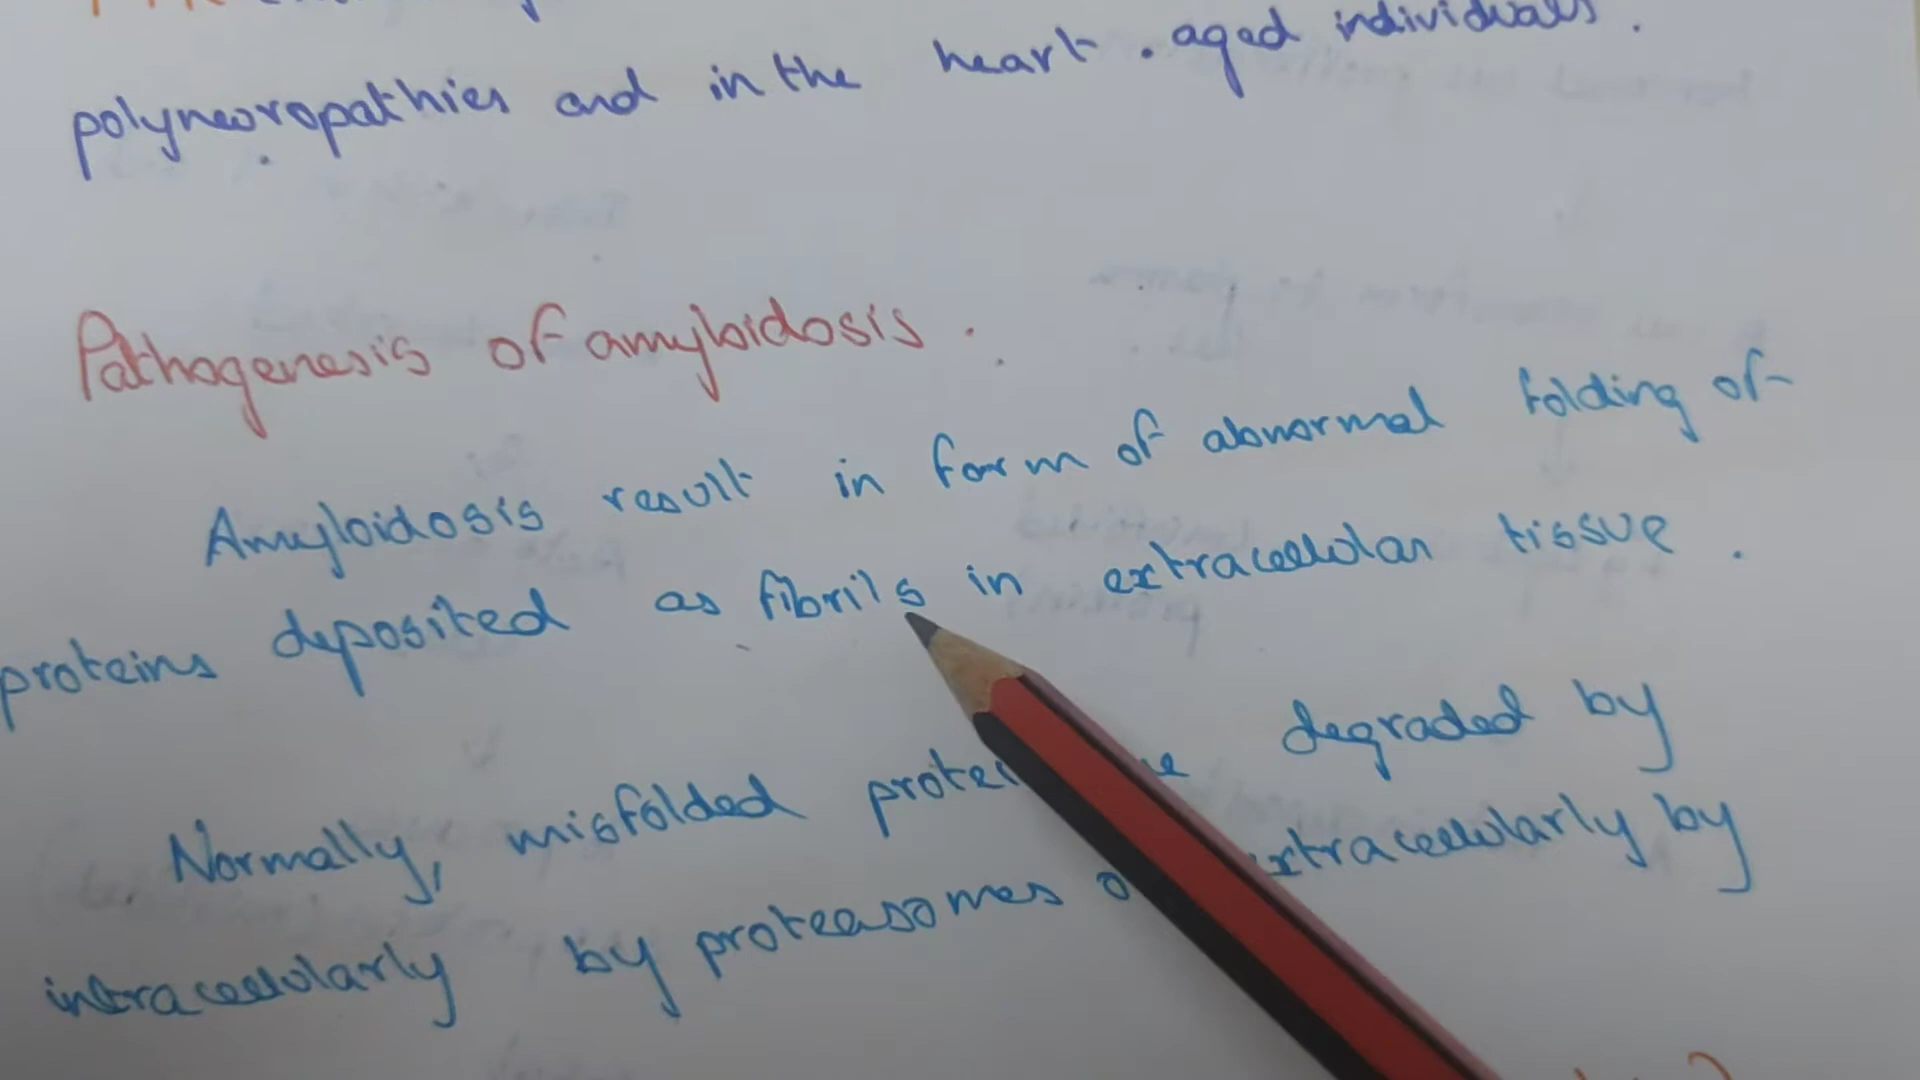 polyneuropathies and in the heart. aged individuals.
Pathogenesis of amyloidosis.
Amyloidosis result in form of abnormal folding of
proteins deposited as fibrils in extracellular tissue.
Normally, misfolded degraded by
intracellularly by proteasomes extracellularly by